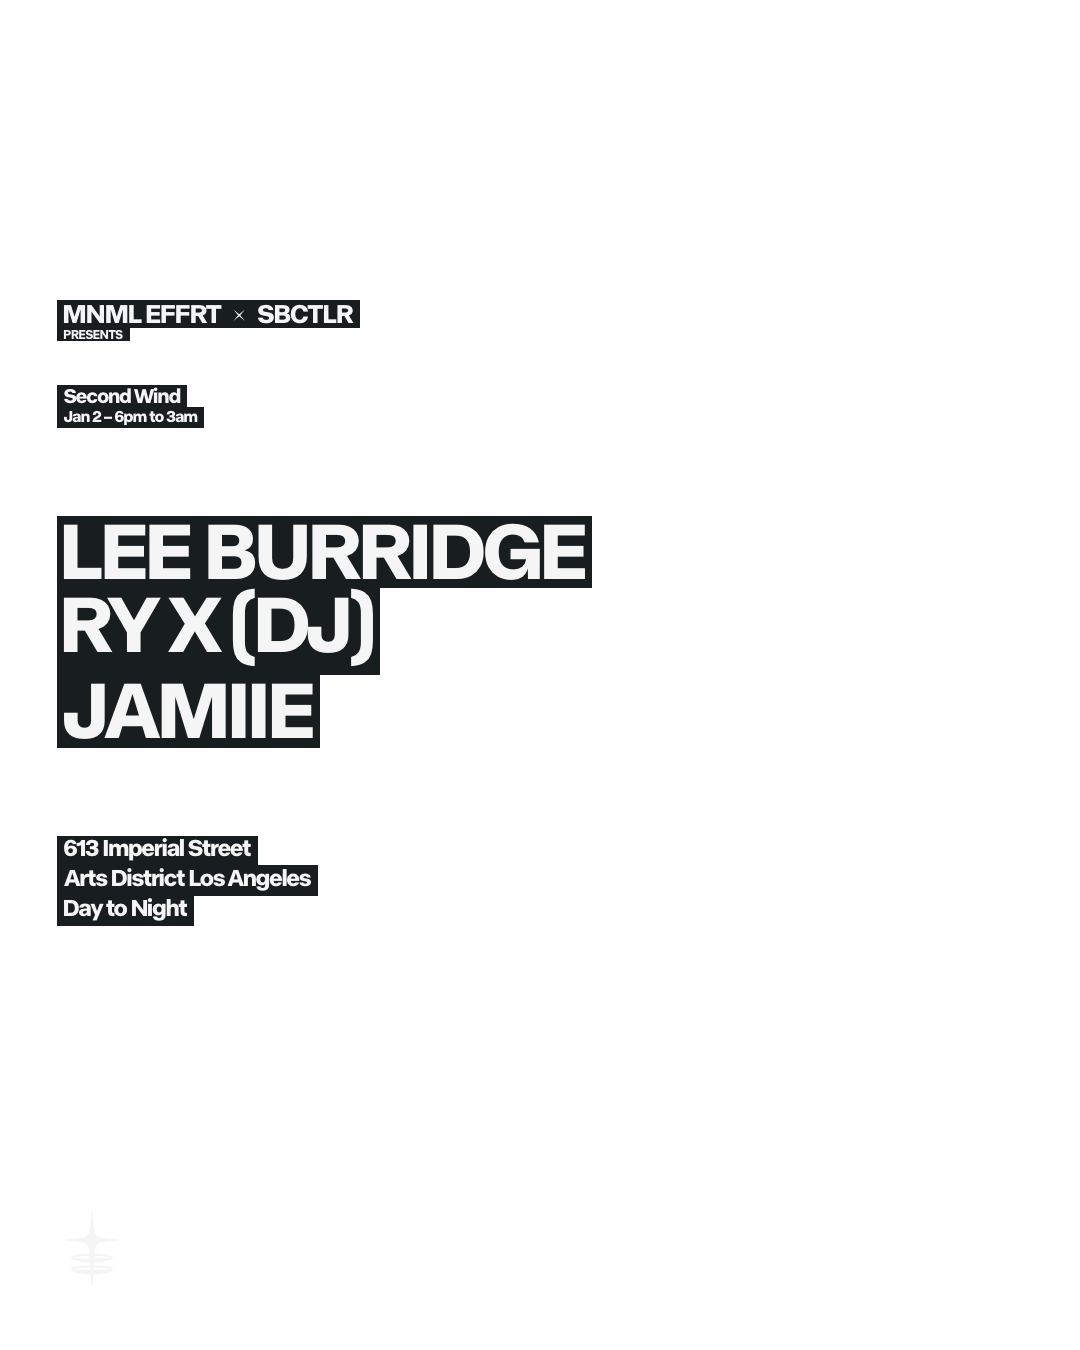 MNML EFFRT × SBCTLR
PRESENTS
Second Wind
Jan 2 – 6pm to 3am
LEE BURRIDGE
RY X (DJ)
JAMIIE
613 Imperial Street
Arts District Los Angeles
Day to Night